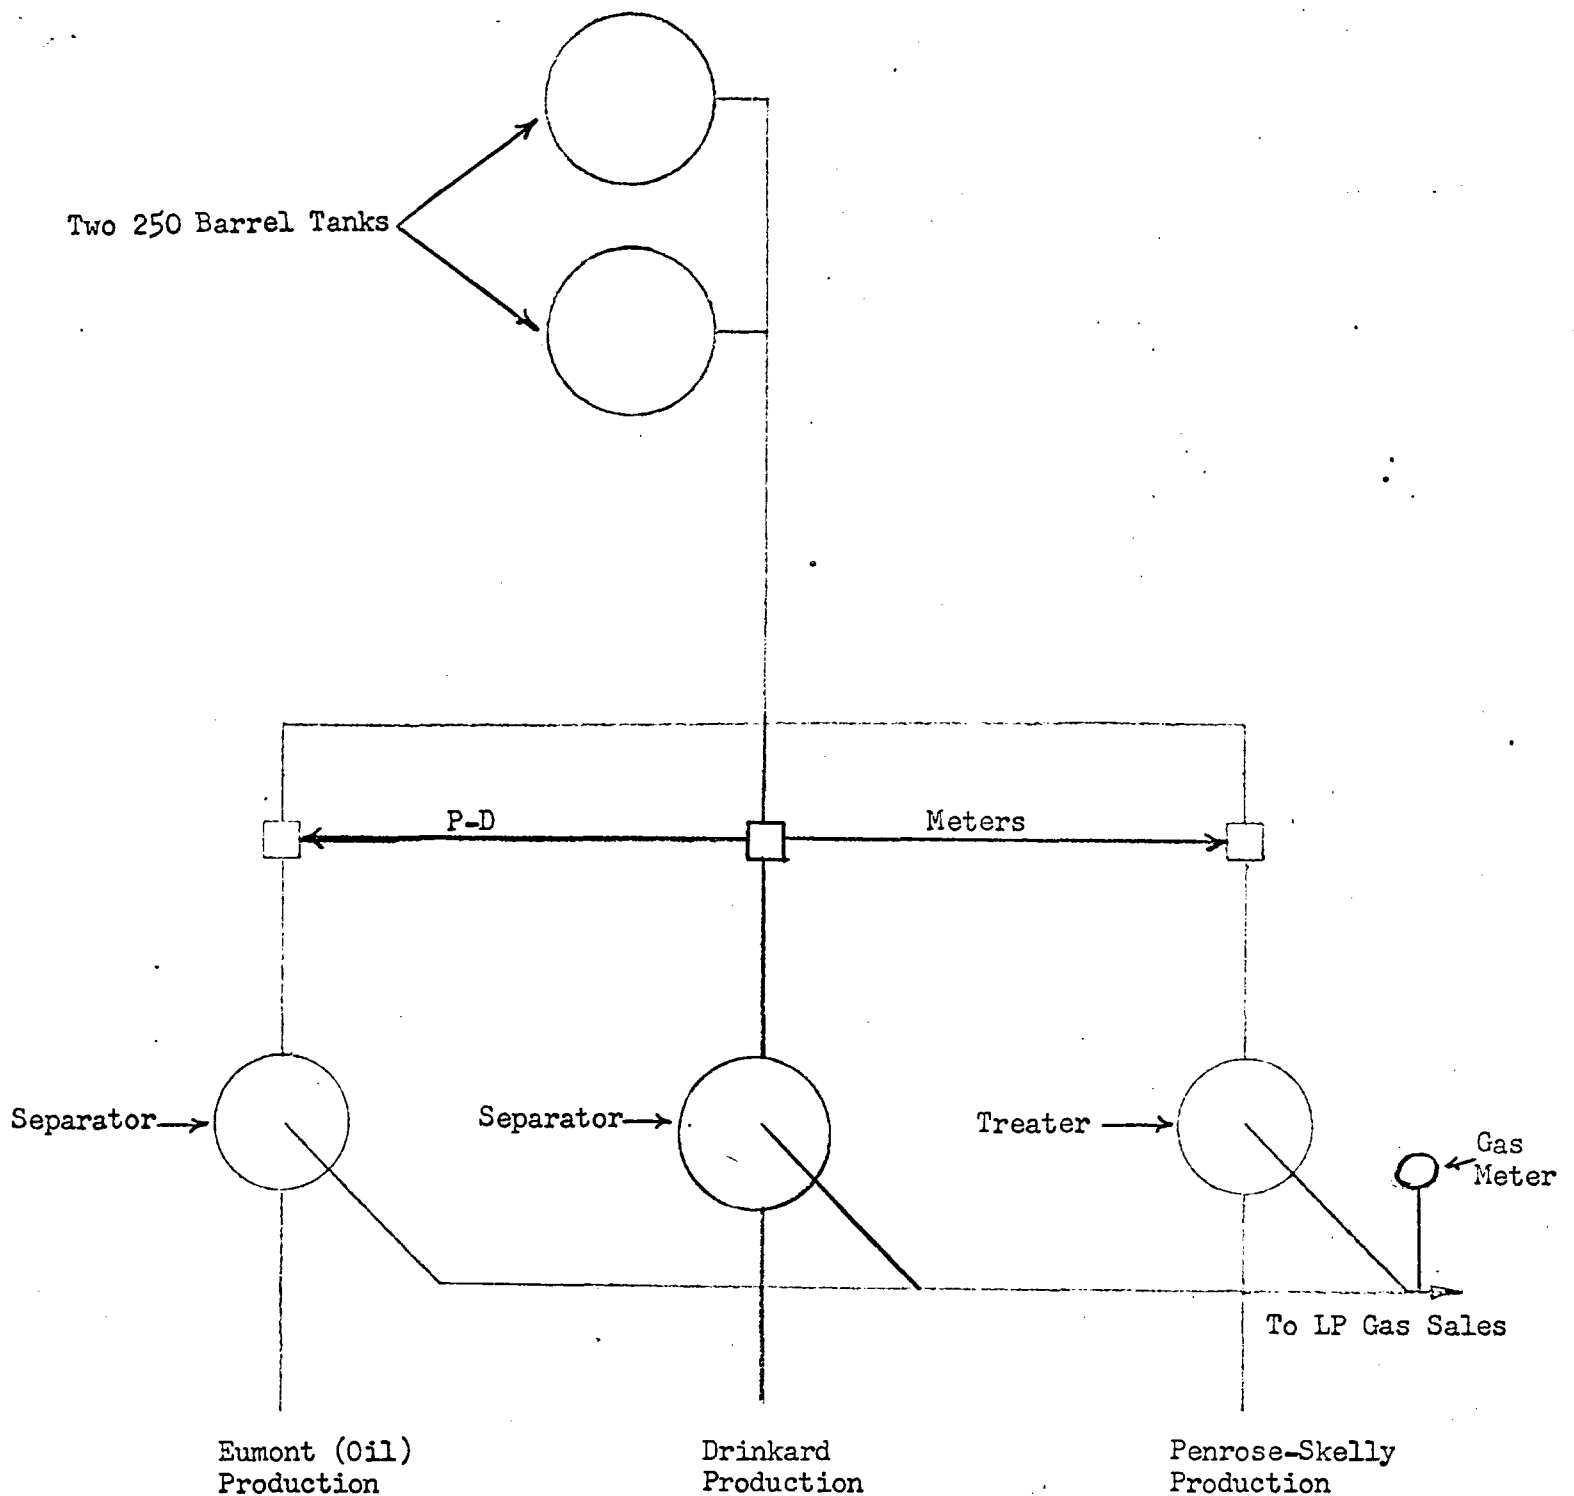 Two 250 Barrel Tanks
P-D
Meters
Separator
Separator
Treater
Gas
Meter
To LP Gas Sales
Eumont (Oil)
Production
Drinkard
Production
Penrose-Skelly
Production